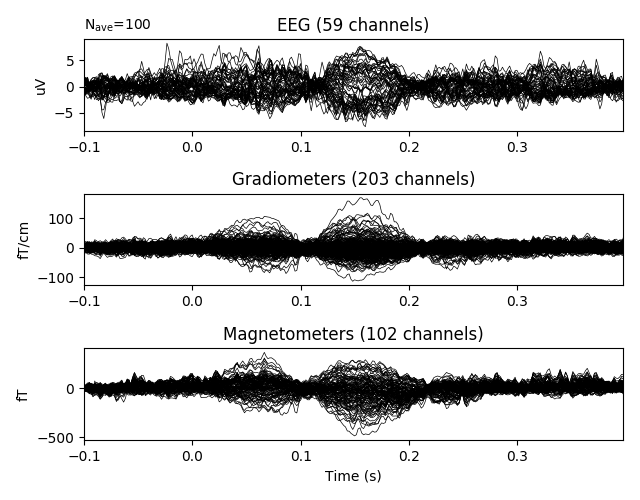 N_ave=100
EEG (59 channels)
uV
5
0
−5
−0.1 0.0 0.1 0.2 0.3
Gradiometers (203 channels)
fT/cm
100
0
−100
−0.1 0.0 0.1 0.2 0.3
Magnetometers (102 channels)
fT
0
−500
−0.1 0.0 0.1 0.2 0.3
Time (s)